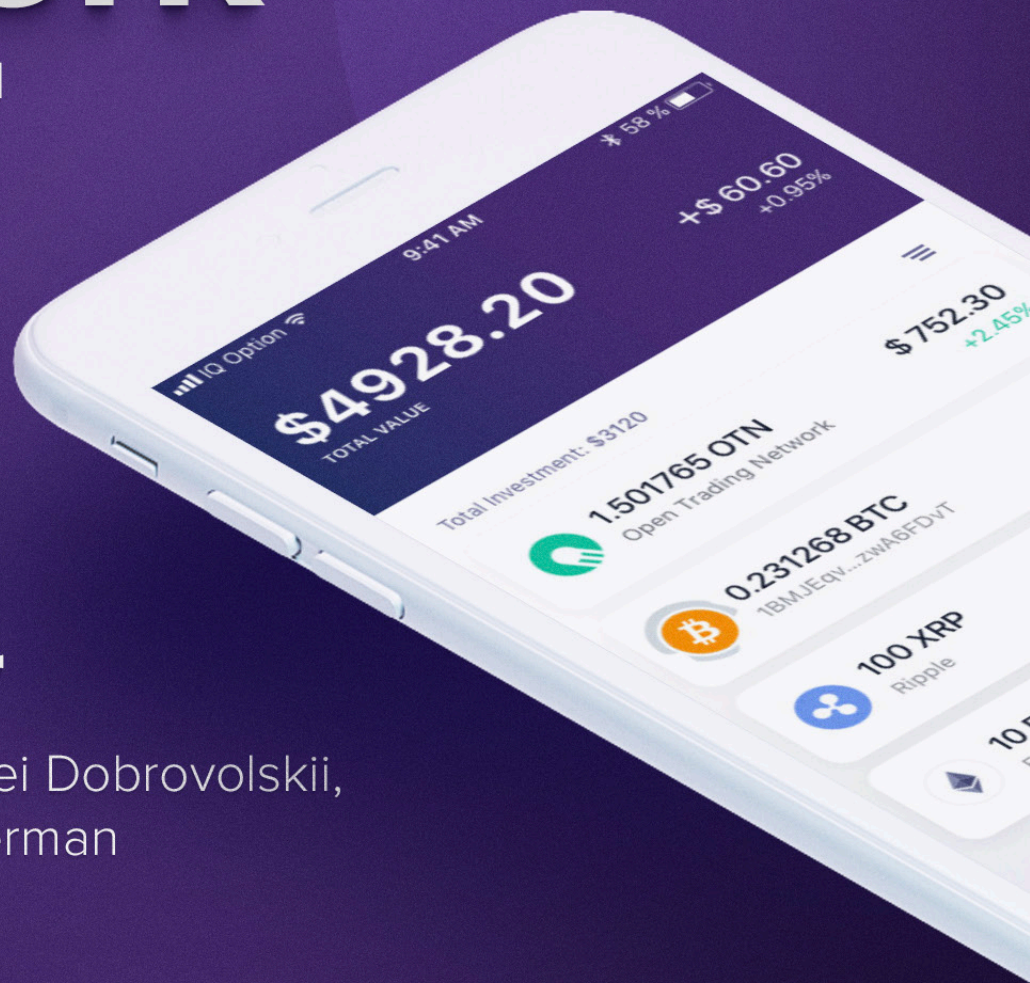 IQ Option 9:41 AM 58 %
$4928.20 +$ 60.60
TOTAL VALUE +0.95%
Total Investment: $3120
1.501765 OTN $ 752.30
Open Trading Network +2.45%
0.231268 BTC
1BMJEqv...zwA6FDvT
100 XRP
Ripple
10
ei Dobrovolskii,
erman